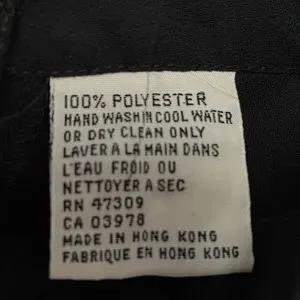 100% POLYESTER
HAND WASH IN COOL WATER
OR DRY CLEAN ONLY
LAVER A LA MAIN DANS
L'EAU FROID OU
NETTOYER A SEC
RN 47309
CA 03978
MADE IN HONG KONG
FABRIQUE EN HONG KONG